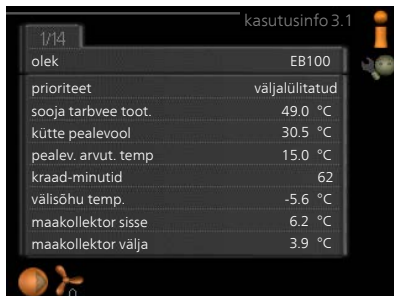 kasutusinfo 3.1
1/14
olek EB100
prioriteet väljalülitatud
sooja tarbvee toot. 49.0 °C
kütte pealevool 30.5 °C
pealev. arvut. temp 15.0 °C
kraad-minutid 62
välisõhu temp. -5.6 °C
maakollektor sisse 6.2 °C
maakollektor välja 3.9 °C
0